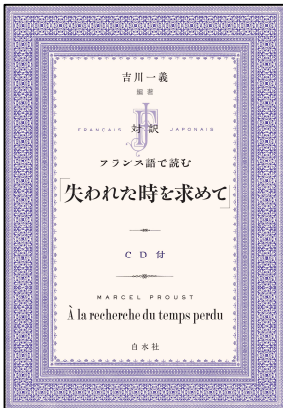 吉川一義
編著
JF
FRANÇAIS 対訳 JAPONAIS
フランス語で読む
「失われた時を求めて」
CD付
MARCEL PROUST
À la recherche du temps perdu
白水社